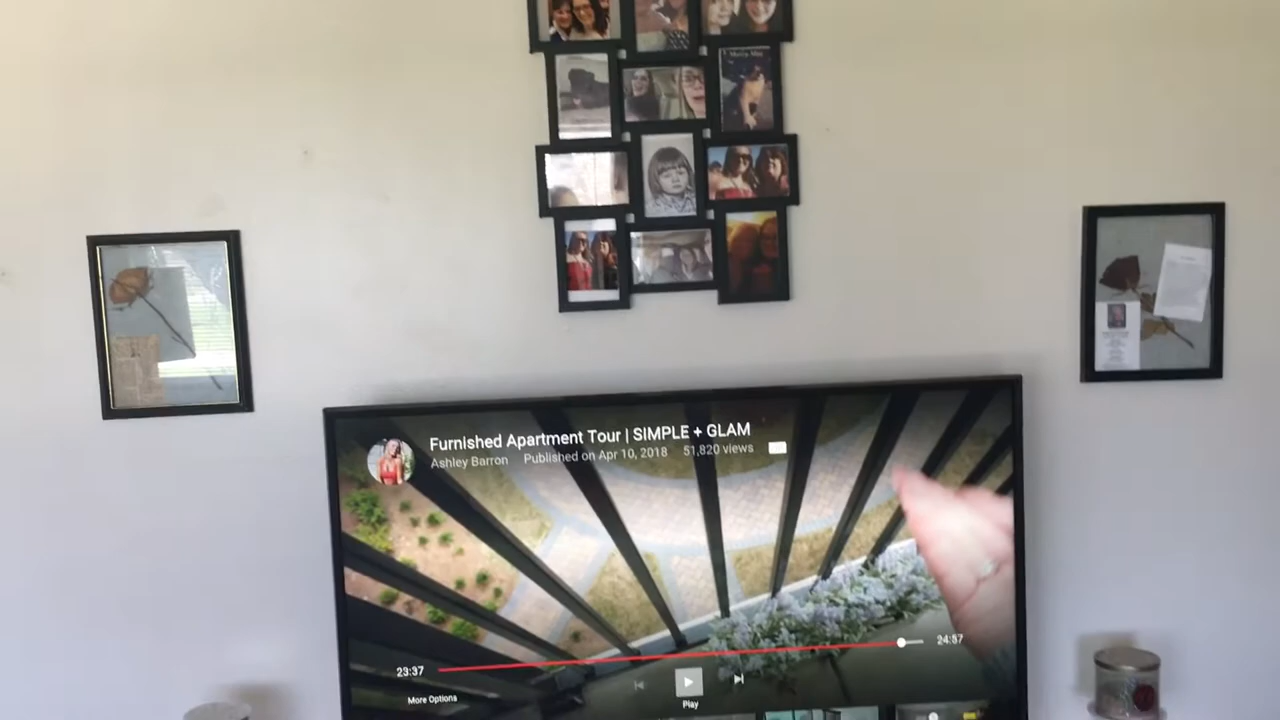 Furnished Apartment Tour | SIMPLE + GLAM
Ashley Barron Published on Apr 10, 2018 51,820 views
23:37
24:37
More Options
Play